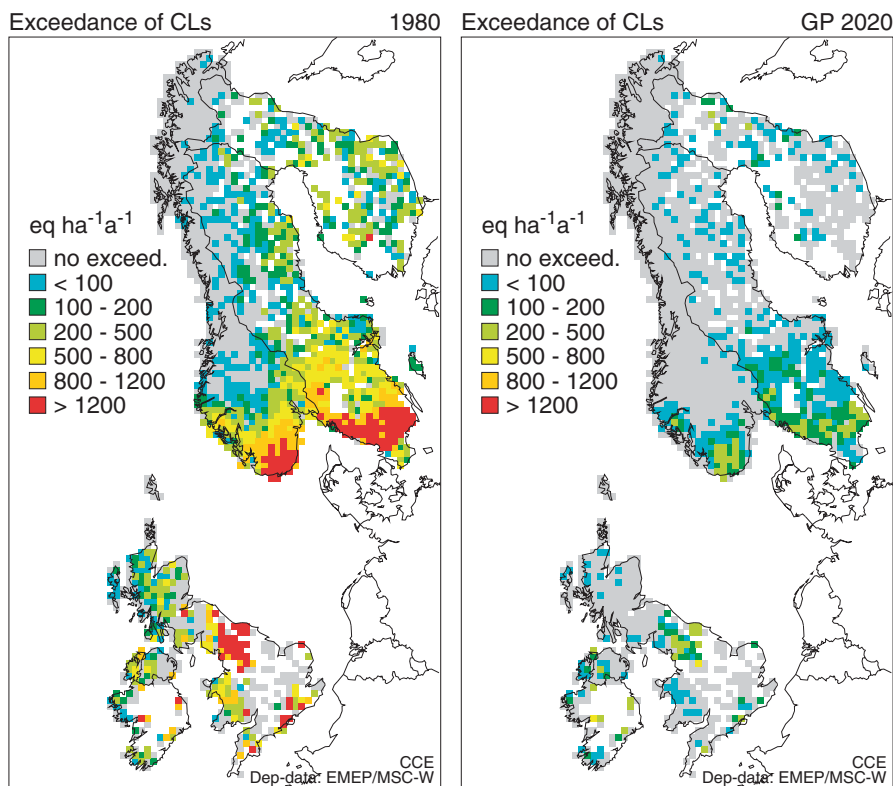 Exceedance of CLs 1980
eq ha⁻¹a⁻¹
no exceed.
< 100
100 - 200
200 - 500
500 - 800
800 - 1200
> 1200
CCE
Dep-data: EMEP/MSC-W
Exceedance of CLs GP 2020
eq ha⁻¹a⁻¹
no exceed.
< 100
100 - 200
200 - 500
500 - 800
800 - 1200
> 1200
CCE
Dep-data: EMEP/MSC-W